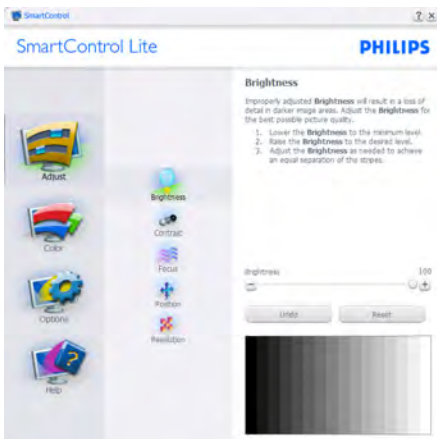 SmartControl
? ×
SmartControl Lite
PHILIPS
Adjust
Color
Options
Help
Brightness
Contrast
Focus
Position
Resolution
Brightness
Improperly adjusted Brightness will result in a loss of
detail in darker image areas. Adjust the Brightness for
the best possible picture quality.
1. Lower the Brightness to the minimum level.
2. Raise the Brightness to the desired level.
3. Adjust the Brightness as needed to achieve
an equal separation of the stripes.
Brightness 100
Undo Reset